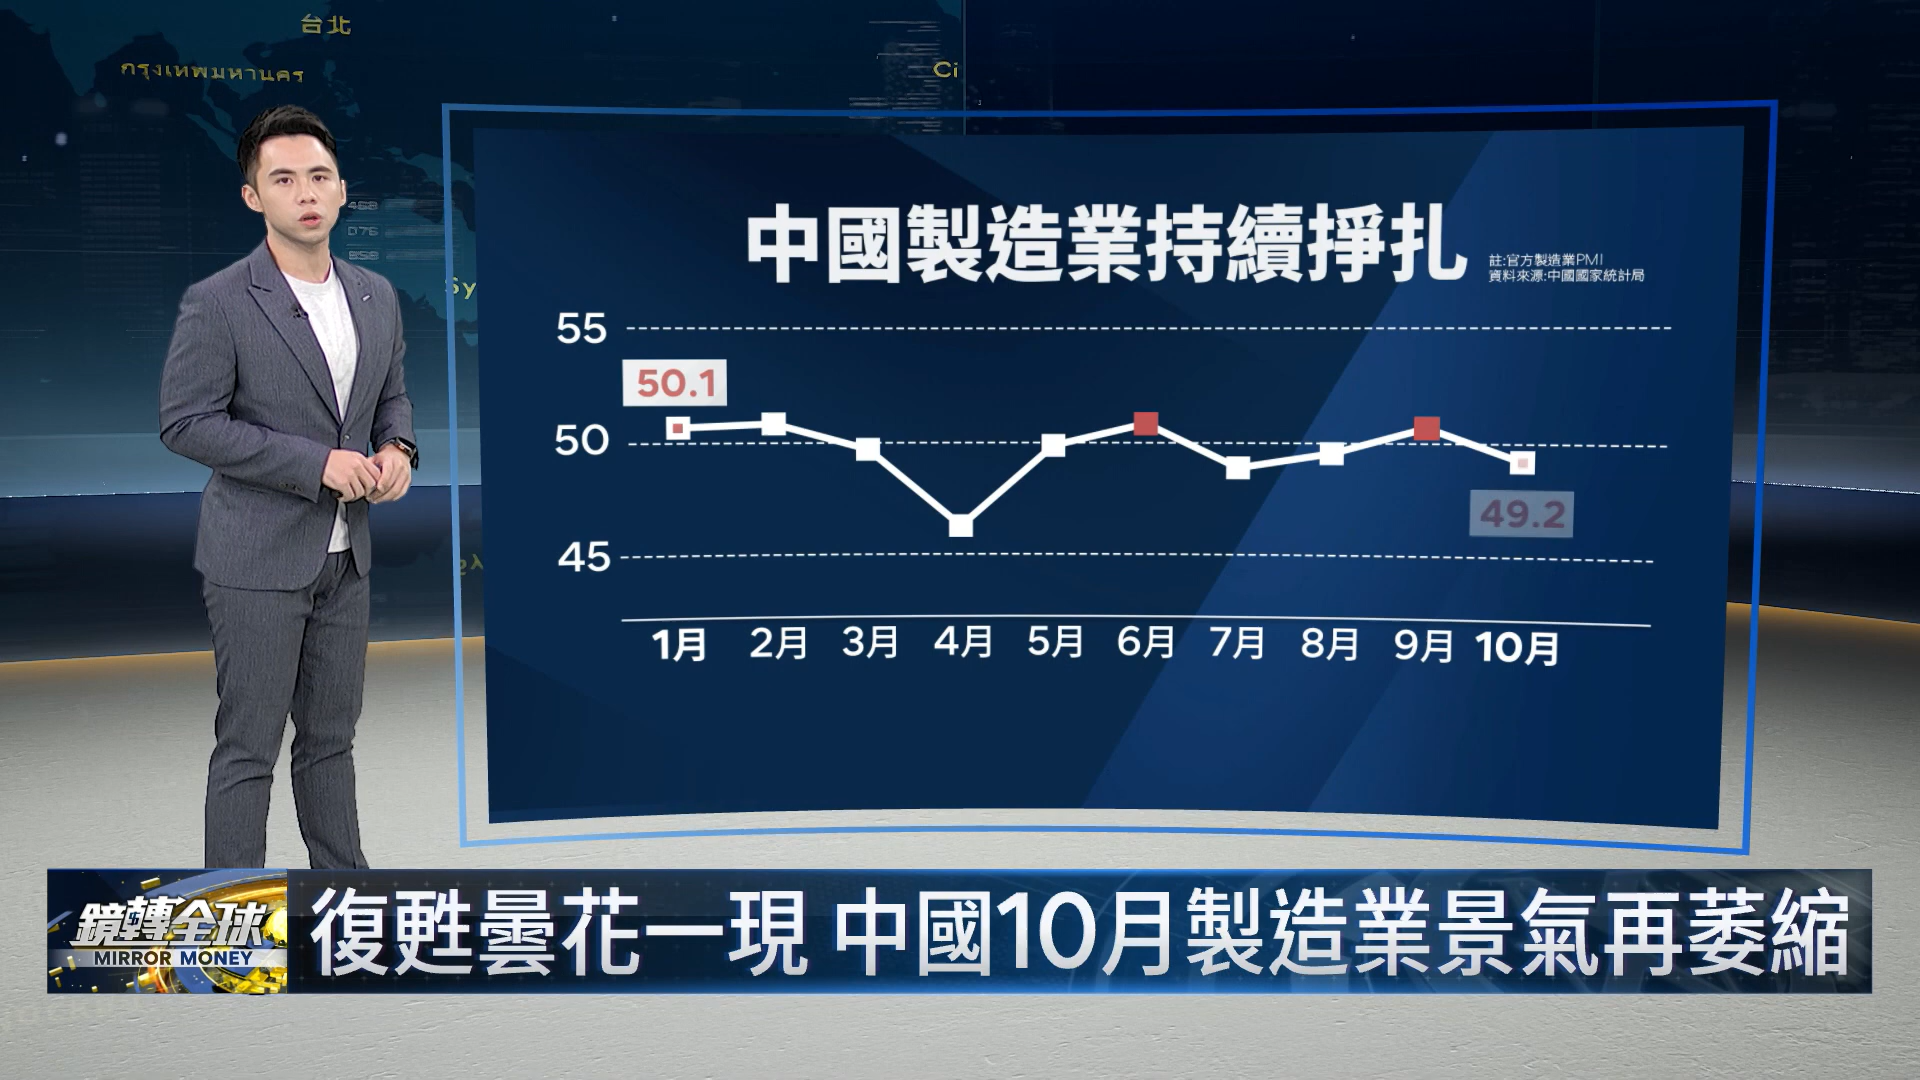 台北
กรุงเทพมหานคร
Ci
468
076
858
Sy
中國製造業持續掙扎
註:官方製造業PMI
資料來源:中國國家統計局
55
50.1
50
49.2
45
1月 2月 3月 4月 5月 6月 7月 8月 9月 10月
鏡轉全球
MIRROR MONEY
復甦曇花一現 中國10月製造業景氣再萎縮